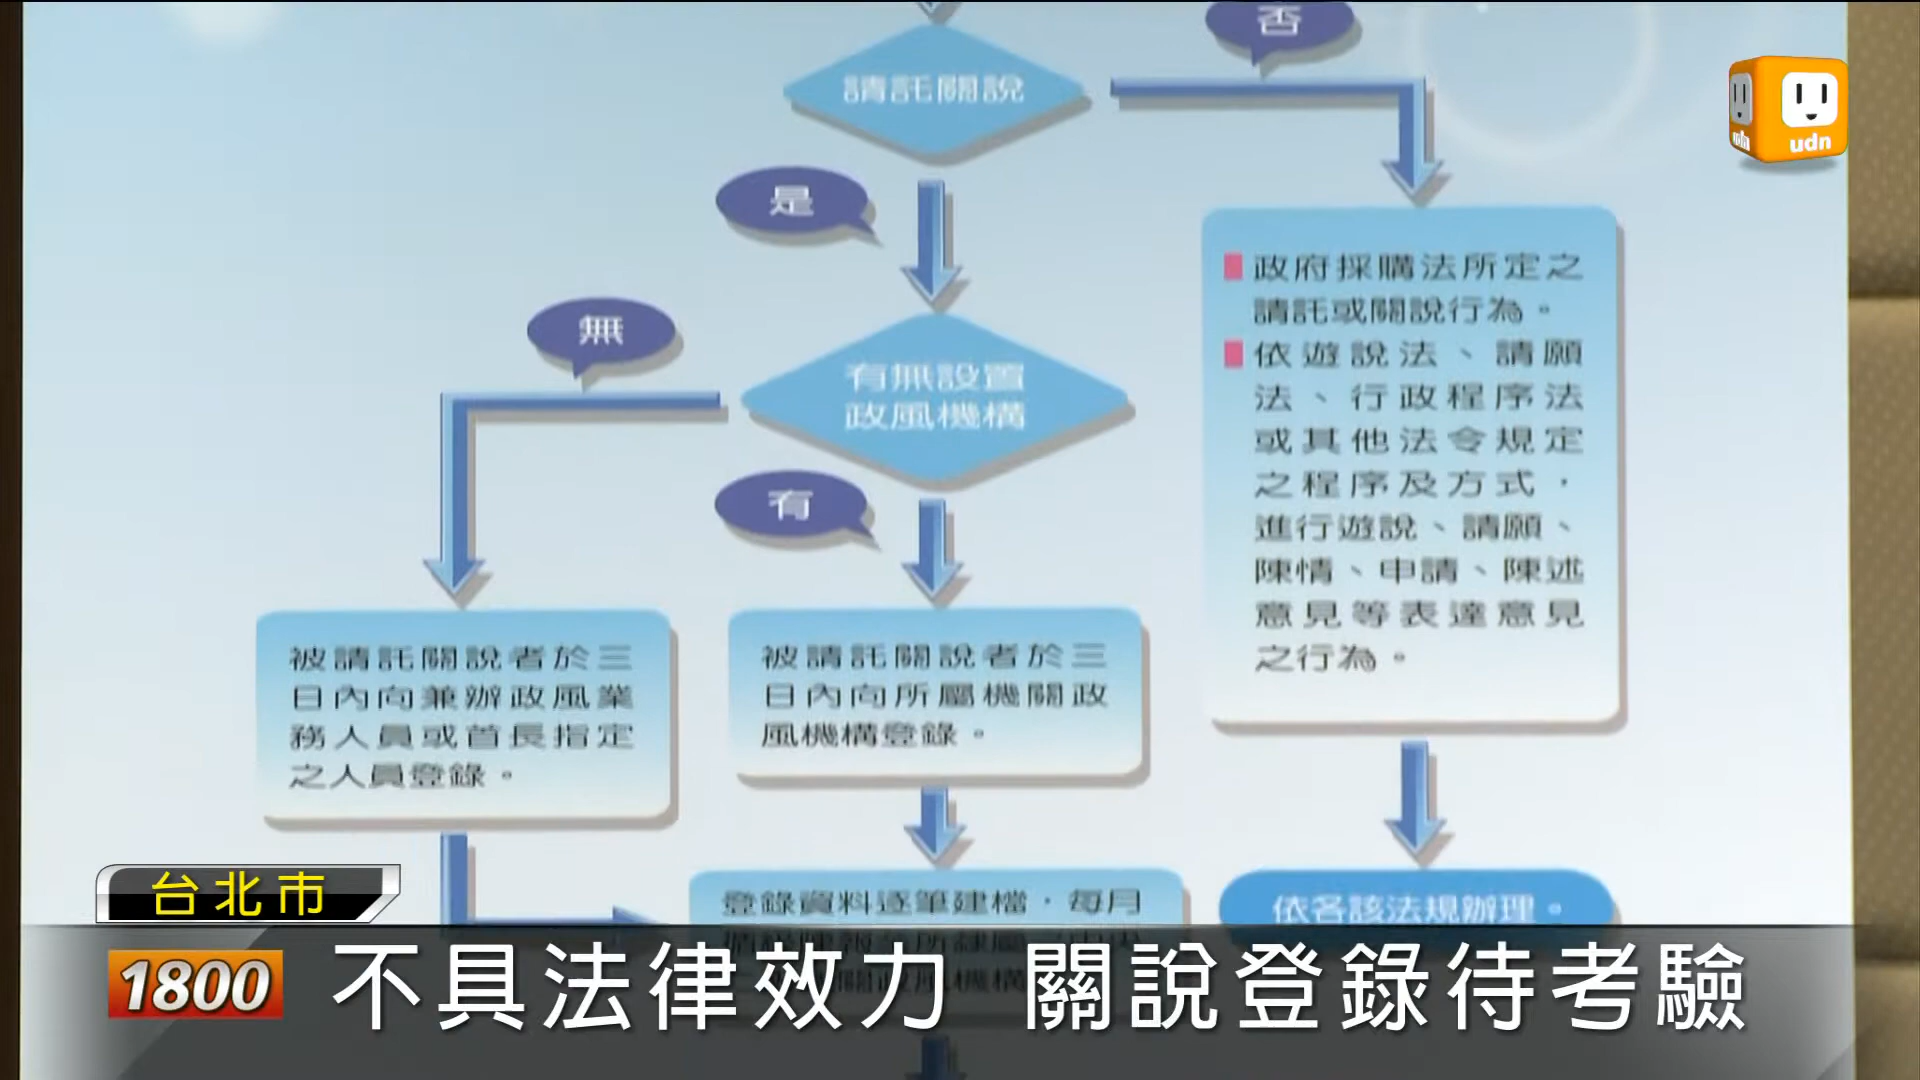 否
請託關說
udn
是
政府採購法所定之
請託或關說行為。
依遊說法、請願
法、行政程序法
或其他法令規定
之程序及方式，
進行遊說、請願、
陳情、申請、陳述
意見等表達意見
之行為。
無
有無設置
政風機構
有
被請託關說者於三
日內向兼辦政風業
務人員或首長指定
之人員登錄。
被請託關說者於三
日內向所屬機關政
風機構登錄。
登錄資料逐筆建檔，每月
依各該法規辦理。
台北市
1800
不具法律效力 關說登錄待考驗